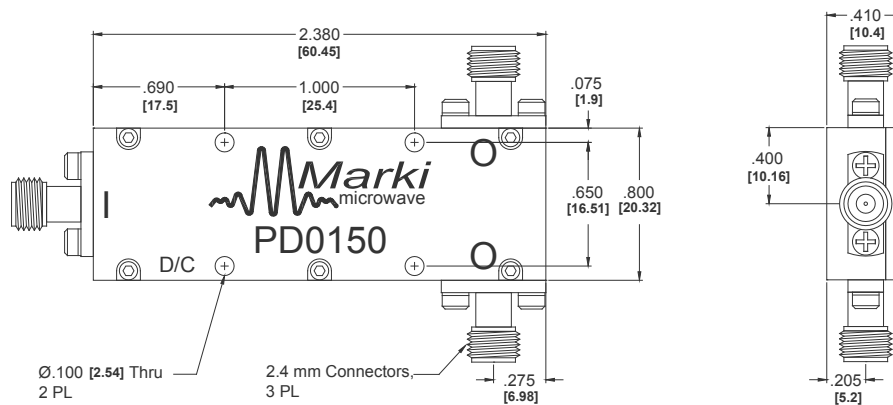 2.380
[60.45]
.410
[10.4]
.690
[17.5]
1.000
[25.4]
.075
[1.9]
O
Marki
microwave
I
PD0150
D/C
O
.650
[16.51]
.800
[20.32]
.400
[10.16]
Ø.100 [2.54] Thru
2 PL
2.4 mm Connectors,
3 PL
.275
[6.98]
.205
[5.2]